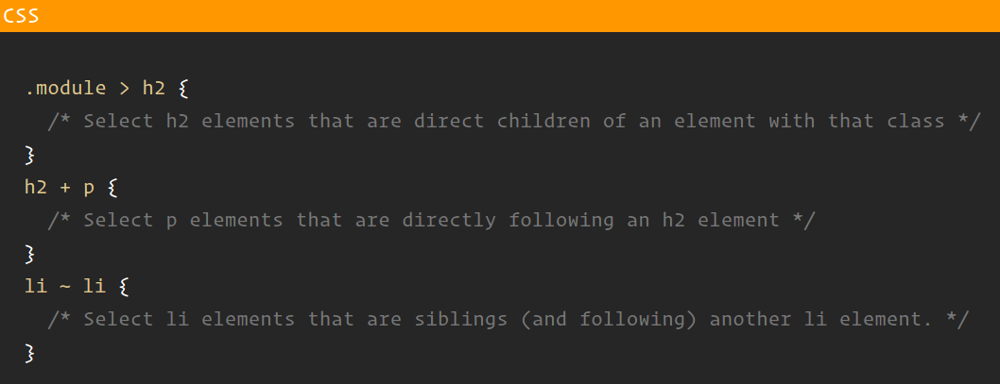 CSS
.module > h2 {
/* Select h2 elements that are direct children of an element with that class */
}
h2 + p {
/* Select p elements that are directly following an h2 element */
}
li ~ li {
/* Select li elements that are siblings (and following) another li element. */
}